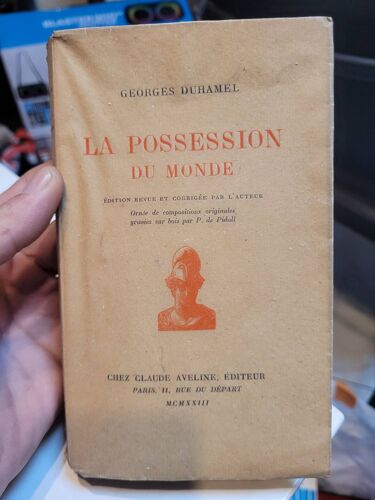 GEORGES DUHAMEL
LA POSSESSION
DU MONDE
ÉDITION REVUE ET CORRIGÉE PAR L'AUTEUR
Ornée de compositions originales
gravées sur bois par P. de Pidoll
CHEZ CLAUDE AVELINE, ÉDITEUR
PARIS, 11, RUE DU DÉPART
MCMXXIII